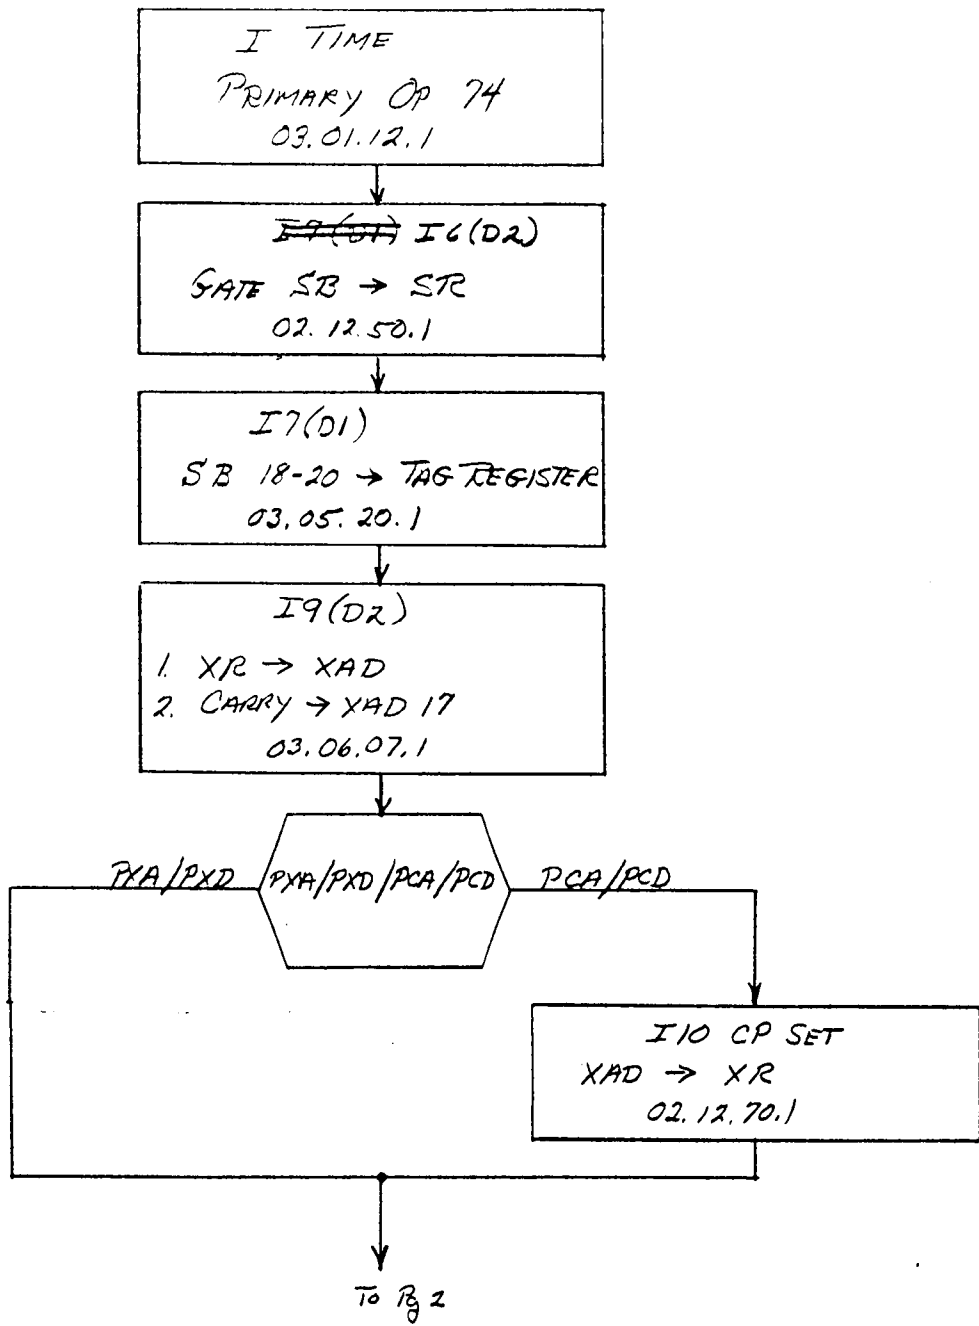 I TIME
PRIMARY OP 74
03.01.12.1
I6(D2)
GATE SB → SR
02.12.50.1
I7(D1)
SB 18-20 → TAG REGISTER
03.05.20.1
I9(D2)
1. XR → XAD
2. CARRY → XAD 17
03.06.07.1
PXA/PXD
PXA/PXD/PCA/PCD
PCA/PCD
I10 CP SET
XAD → XR
02.12.70.1
To Pg 2